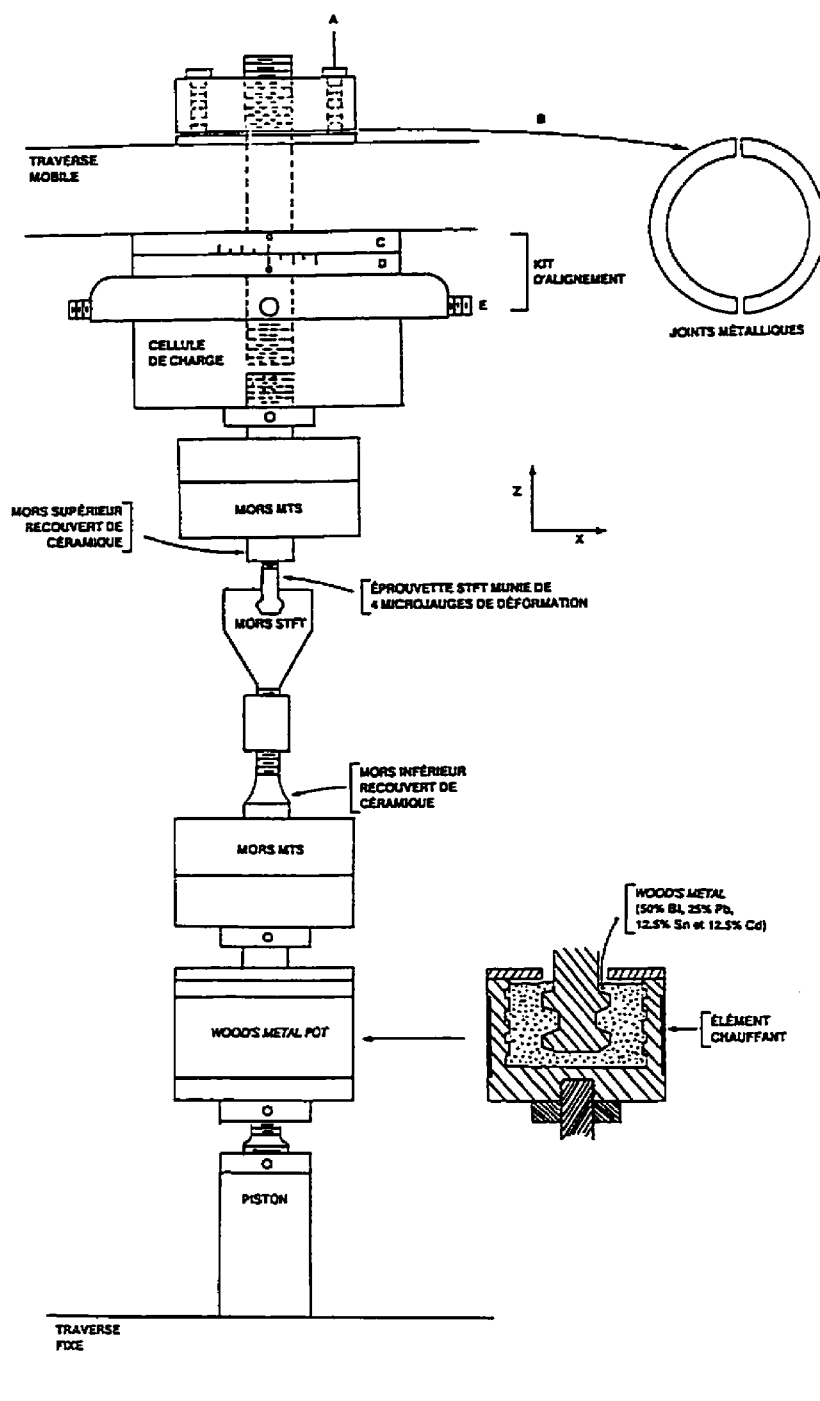 A
B
TRAVERSE
MOBILE
C
D
E
KIT
D'ALIGNEMENT
JOINTS MÉTALLIQUES
CELLULE
DE CHARGE
MORS MTS
Z
X
MORS SUPÉRIEUR
RECOUVERT DE
CÉRAMIQUE
ÉPROUVETTE STFT MUNIE DE
4 MICROJAUGES DE DÉFORMATION
MORS STFT
MORS INFÉRIEUR
RECOUVERT DE
CÉRAMIQUE
MORS MTS
WOOD'S METAL
(50% Bi, 25% Pb,
12.5% Sn et 12.5% Cd)
WOOD'S METAL POT
ÉLÉMENT
CHAUFFANT
PISTON
TRAVERSE
FIXE